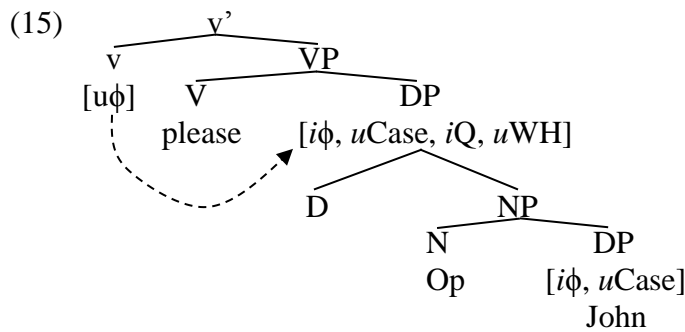 (15) v’
v VP
[uϕ] V DP
please [iϕ, uCase, iQ, uWH]
D NP
N DP
Op [iϕ, uCase]
John